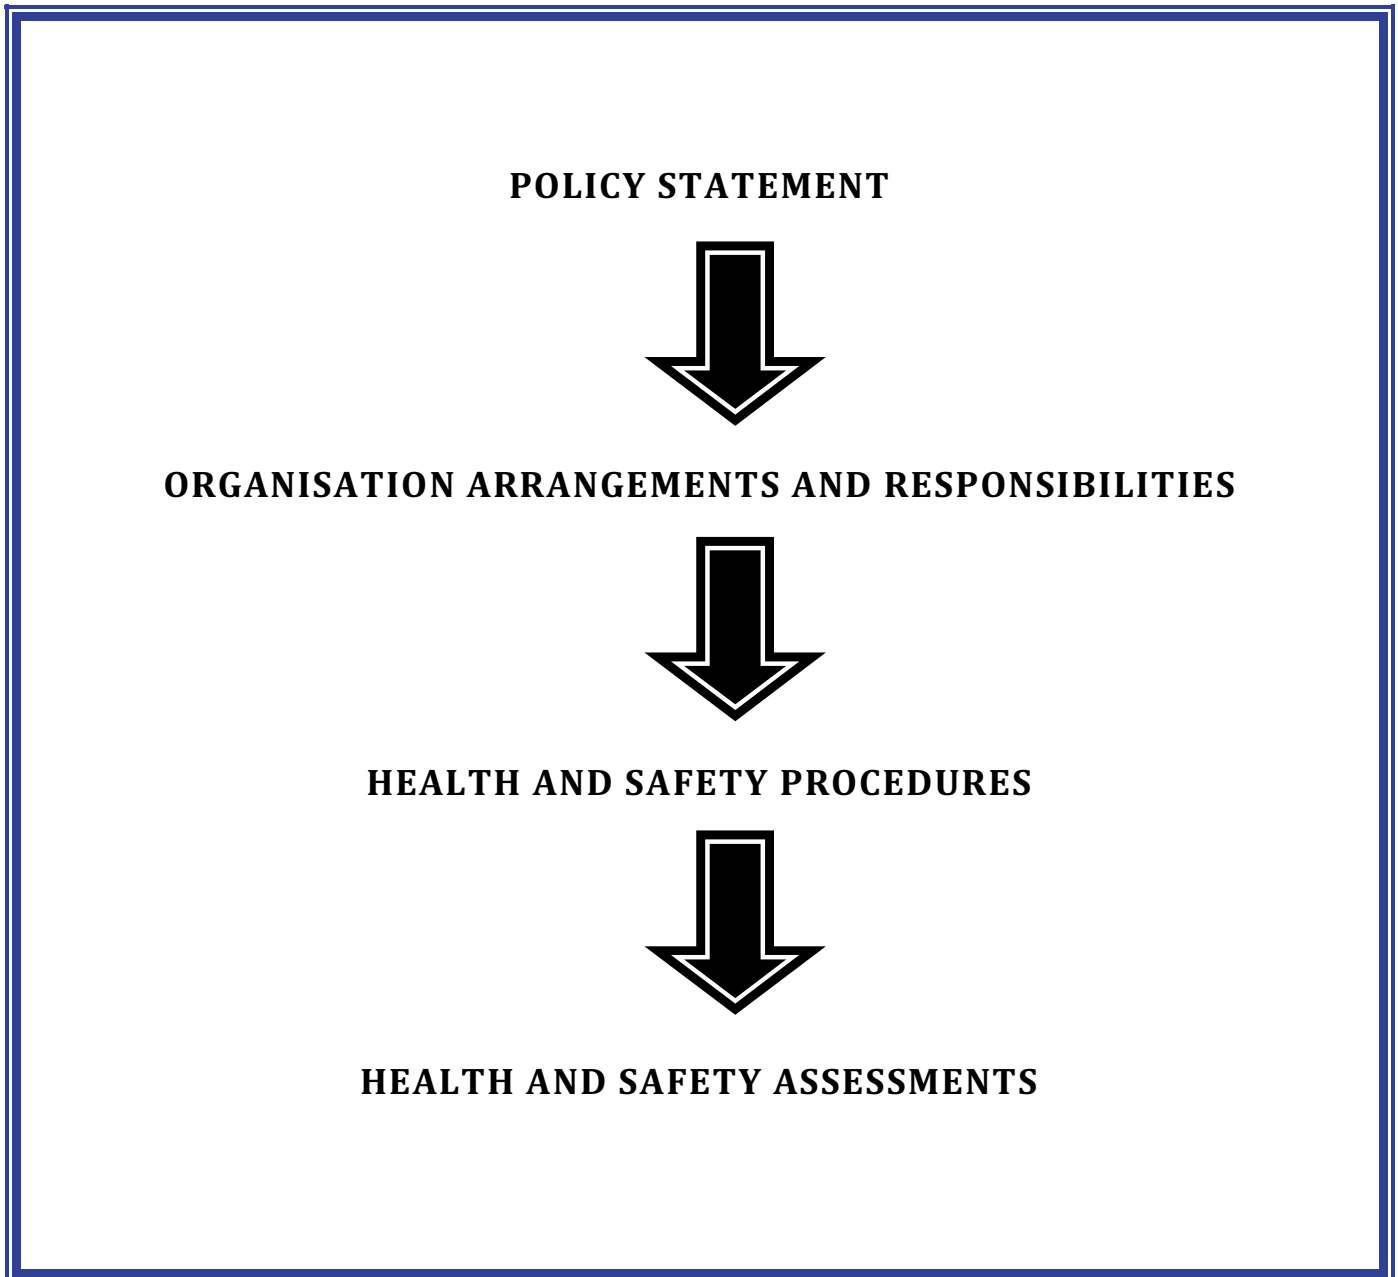 POLICY STATEMENT
ORGANISATION ARRANGEMENTS AND RESPONSIBILITIES
HEALTH AND SAFETY PROCEDURES
HEALTH AND SAFETY ASSESSMENTS